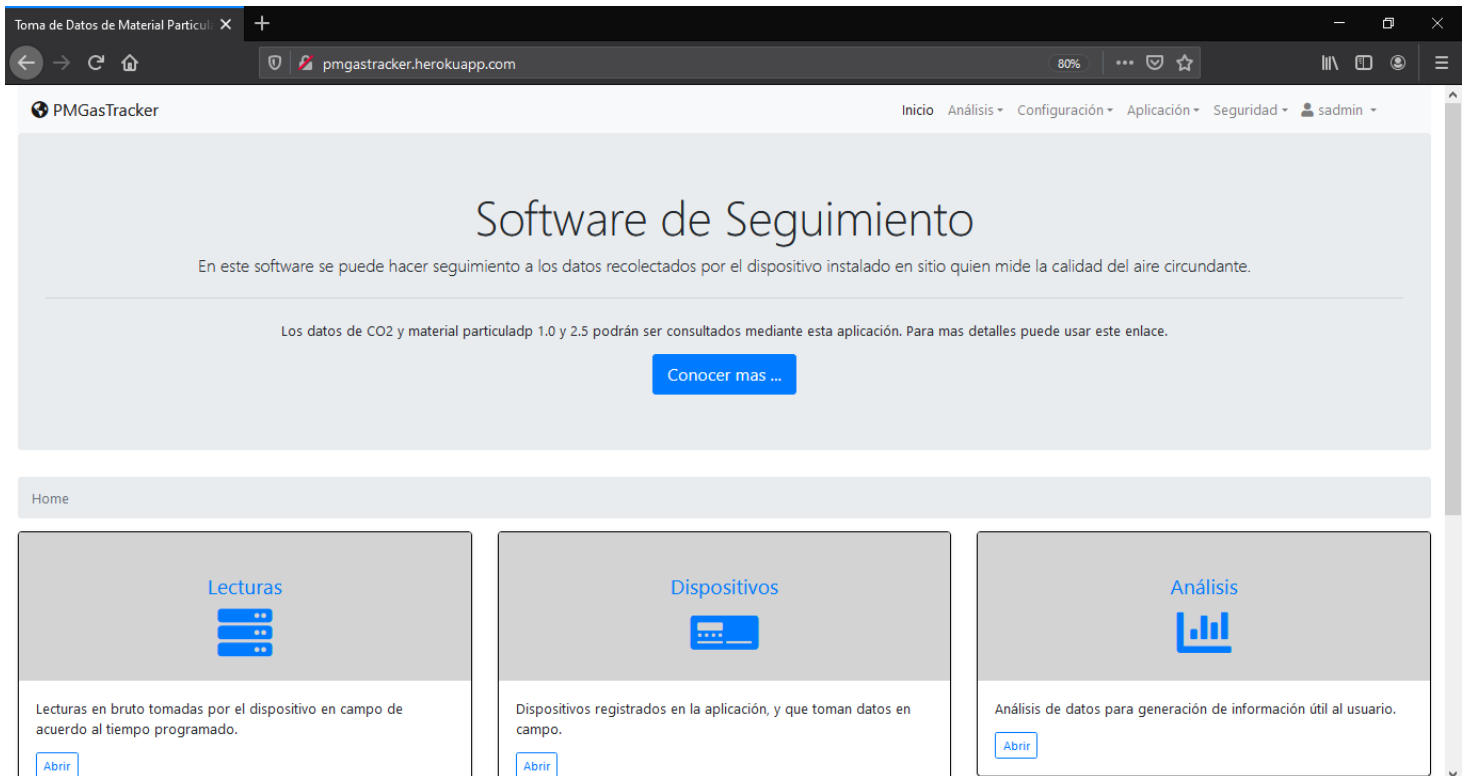 Toma de Datos de Material Particul
pmgastracker.herokuapp.com
80%
PMGasTracker
Inicio Análisis Configuración Aplicación Seguridad sadmin
Software de Seguimiento
En este software se puede hacer seguimiento a los datos recolectados por el dispositivo instalado en sitio quien mide la calidad del aire circundante.
Los datos de CO2 y material particuladp 1.0 y 2.5 podrán ser consultados mediante esta aplicación. Para mas detalles puede usar este enlace.
Conocer mas ...
Home
Lecturas
Lecturas en bruto tomadas por el dispositivo en campo de
acuerdo al tiempo programado.
Abrir
Dispositivos
Dispositivos registrados en la aplicación, y que toman datos en
campo.
Abrir
Análisis
Análisis de datos para generación de información útil al usuario.
Abrir